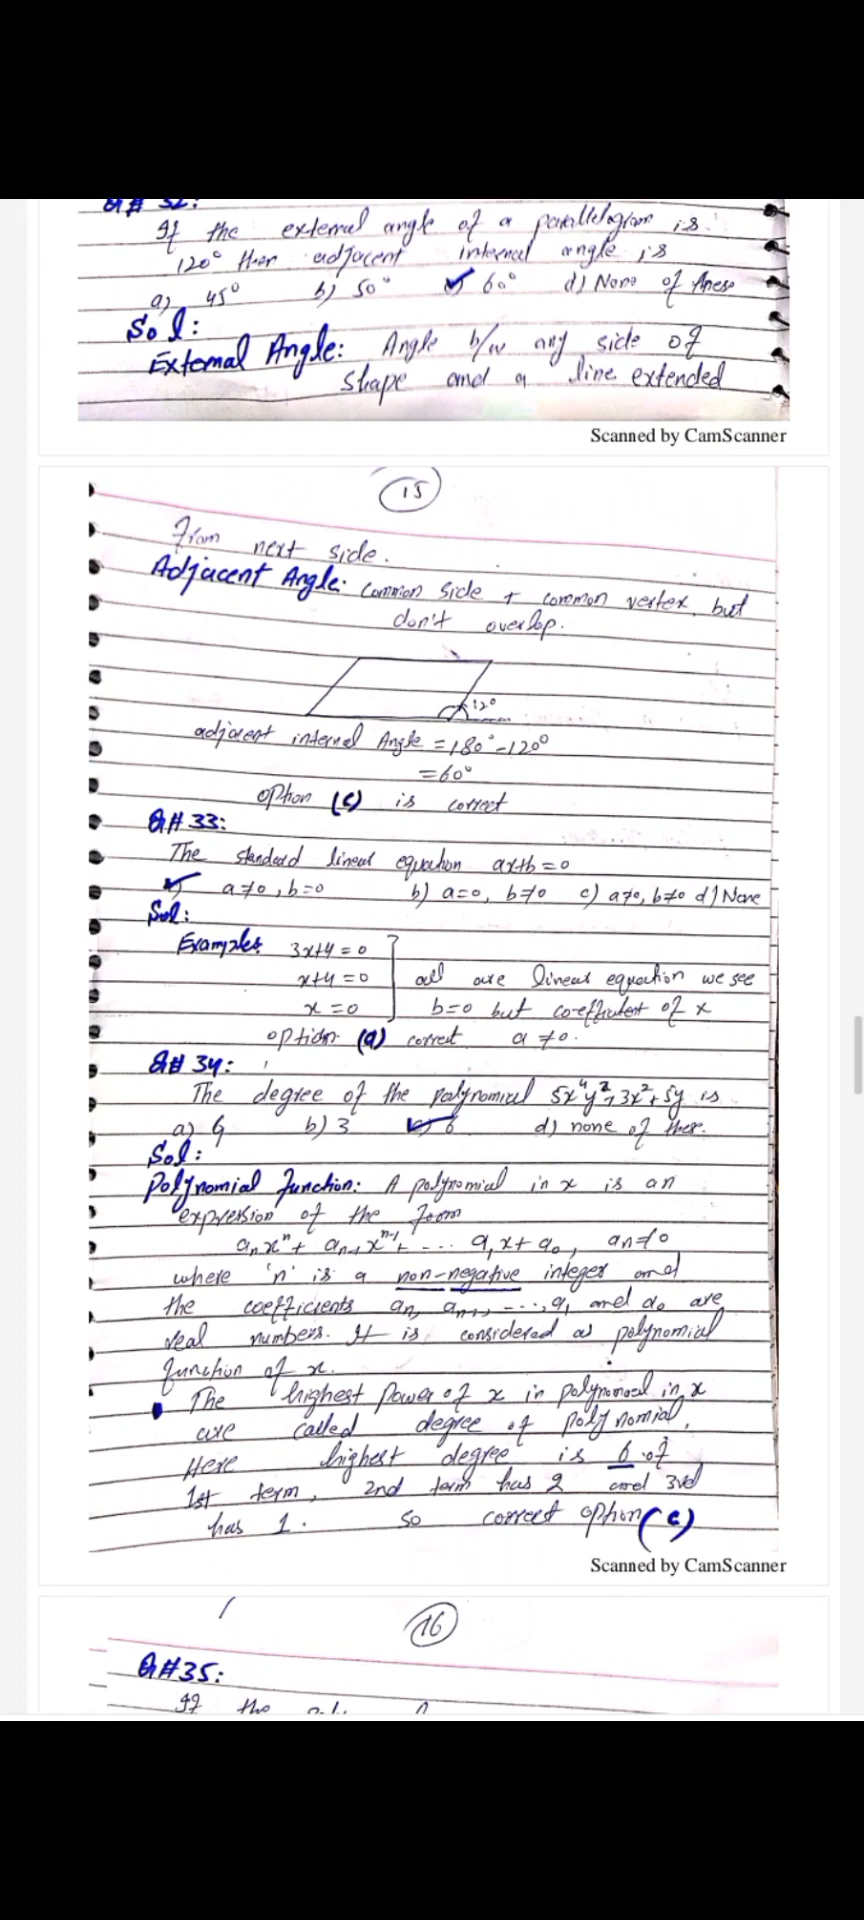 Q# 32:
If the external angle of a parallelogram is
120° then adjacent internal angle is
a) 45° b) 50° 60° d) None of these
Sol:
External Angle: Angle b/w any side of
shape and a line extended
Scanned by CamScanner
15
from next side.
Adjacent Angle: common side + common vertex but
don't overlap.
120
adjacent internal Angle = 180° - 120°
= 60°
option (c) is correct
Q# 33:
The standard linear equation ax+b=0
a≠0, b=0 b) a=0, b≠0 c) a≠0, b≠0 d) None
Sol:
Examples 3x+4=0
x+4=0 all are linear equation we see
x=0 b=0 but co-efficient of x
option (a) correct a ≠0.
Q# 34:
The degree of the polynomial 5x⁴y²+3x²+5y is
a) 4 b) 3 c) 6 d) none of these.
Sol:
Polynomial Function: A polynomial in x is an
expression of the form
aₙxⁿ + aₙ₋₁xⁿ⁻¹+ ... a₁x + a₀, aₙ≠0
where 'n' is a non-negative integer and
the coefficients aₙ, aₙ₋₁, ..., a₁ and a₀ are
real numbers. It is considered as polynomial
function of x.
• The highest Power of x in polynomial in x
are called degree of polynomial.
Here highest degree is 6 of
1st term, 2nd term has 2 and 3rd
has 1. So correct option (c)
Scanned by CamScanner
16
Q#35:
If the